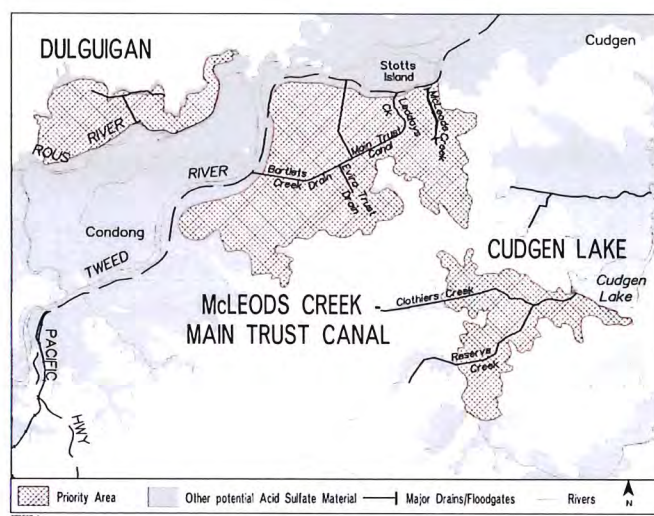 DULGUIGAN
Cudgen
Stotts
Island
ROUS RIVER
Leddays
Ck
McLeods Creek
Main Trust
Canal
RIVER
Bartlets
Creek Drain
Trust
Drain
Condong
TWEED
CUDGEN LAKE
Cudgen
Lake
Clothiers Creek
McLEODS CREEK
MAIN TRUST CANAL
Reserve
Creek
PACIFIC
HWY
Priority Area
Other potential Acid Sulfate Material
Major Drains/Floodgates
Rivers
N